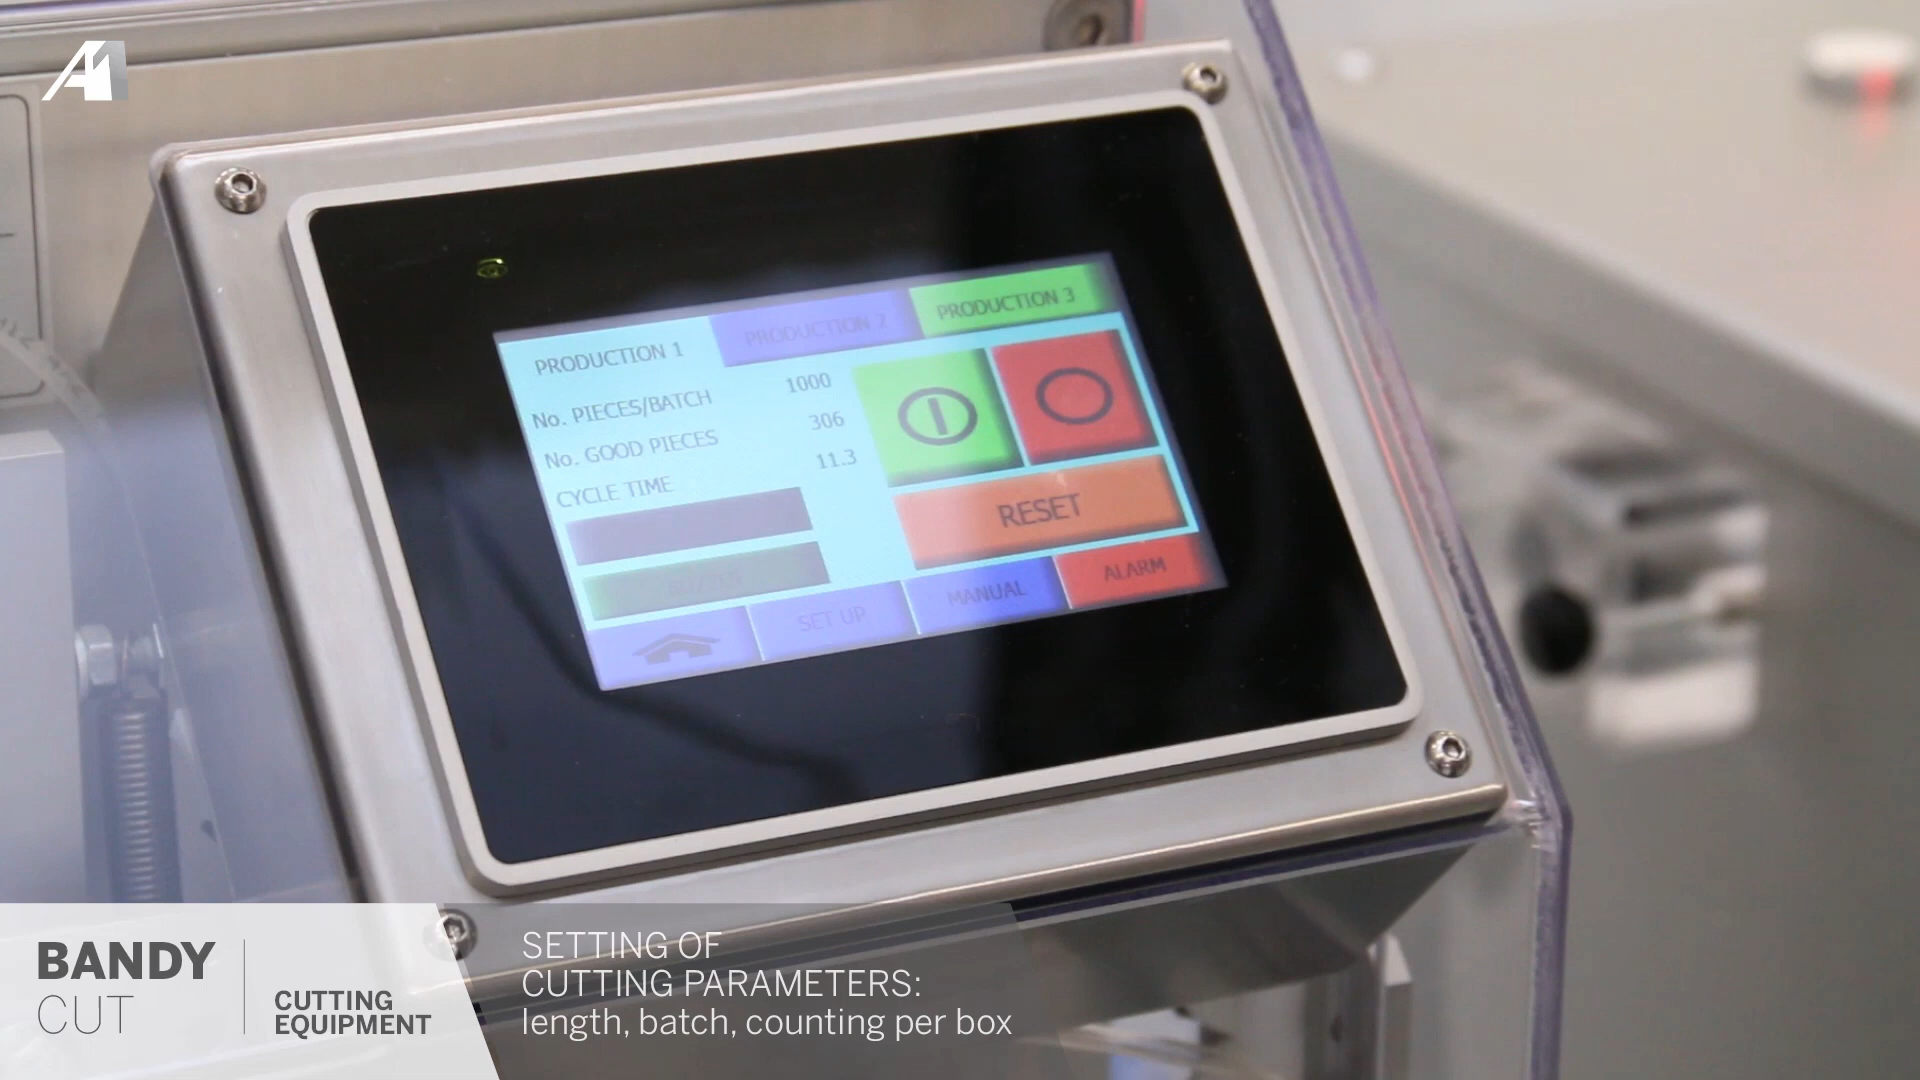 A1
PRODUCTION 1
PRODUCTION 2
PRODUCTION 3
No. PIECES/BATCH 1000
No. GOOD PIECES 306
CYCLE TIME 11.3
RESET
SET UP
MANUAL
ALARM
BANDY
CUT
CUTTING
EQUIPMENT
SETTING OF
CUTTING PARAMETERS:
length, batch, counting per box